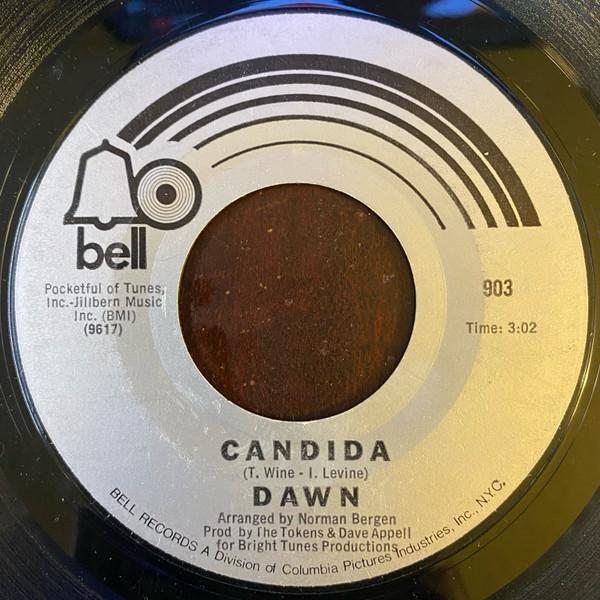 bell
Pocketful of Tunes,
Inc.-Jillbern Music
Inc. (BMI)
(9617)
903
Time: 3:02
CANDIDA
(T. Wine - I. Levine)
DAWN
Arranged by Norman Bergen
Prod by The Tokens & Dave Appell
for Bright Tunes Productions
BELL RECORDS A Division of Columbia Pictures Industries, Inc., N.Y.C.